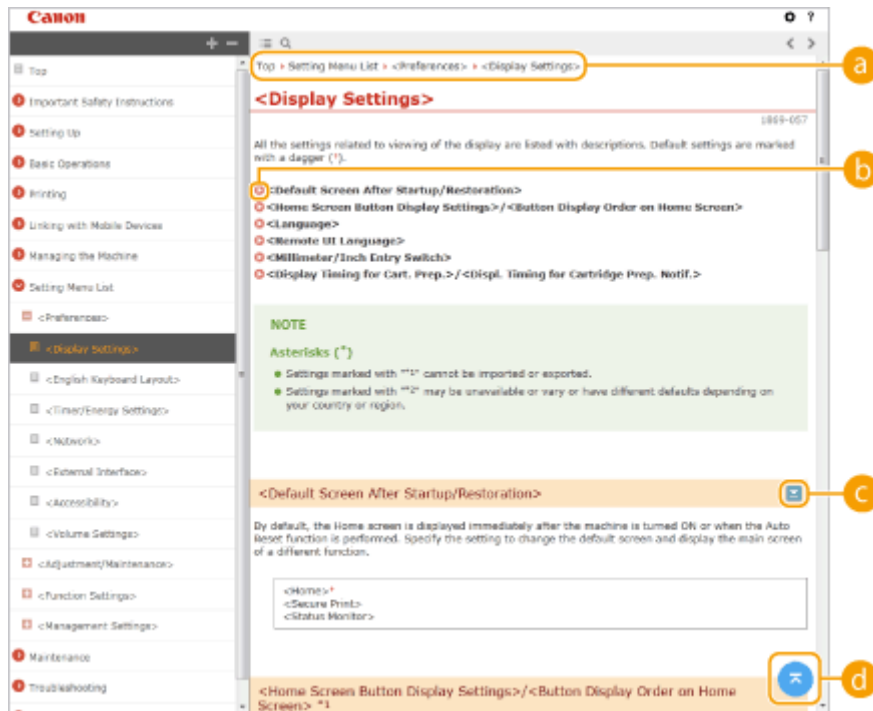 Canon
?
+ −
< >
Top
Important Safety Instructions
Setting Up
Basic Operations
Printing
Linking with Mobile Devices
Managing the Machine
Setting Menu List
<Preferences>
<Display Settings>
<English Keyboard Layout>
<Timer/Energy Settings>
<Network>
<External Interface>
<Accessibility>
<Volume Settings>
<Adjustment/Maintenance>
<Function Settings>
<Management Settings>
Maintenance
Troubleshooting
Top Setting Menu List <Preferences> <Display Settings>
a
<Display Settings>
1869-057
All the settings related to viewing of the display are listed with descriptions. Default settings are marked
with a dagger (*).
b
<Default Screen After Startup/Restoration>
<Home Screen Button Display Settings>/<Button Display Order on Home Screen>
<Language>
<Remote UI Language>
<Millimeter/Inch Entry Switch>
<Display Timing for Cart. Prep.>/<Displ. Timing for Cartridge Prep. Notif.>
NOTE
Asterisks (*)
Settings marked with "*1" cannot be imported or exported.
Settings marked with "*2" may be unavailable or vary or have different defaults depending on
your country or region.
<Default Screen After Startup/Restoration>
c
By default, the Home screen is displayed immediately after the machine is turned ON or when the Auto
Reset function is performed. Specify the setting to change the default screen and display the main screen
of a different function.
<Home>*
<Secure Print>
<Status Monitor>
d
<Home Screen Button Display Settings>/<Button Display Order on Home
Screen> *1